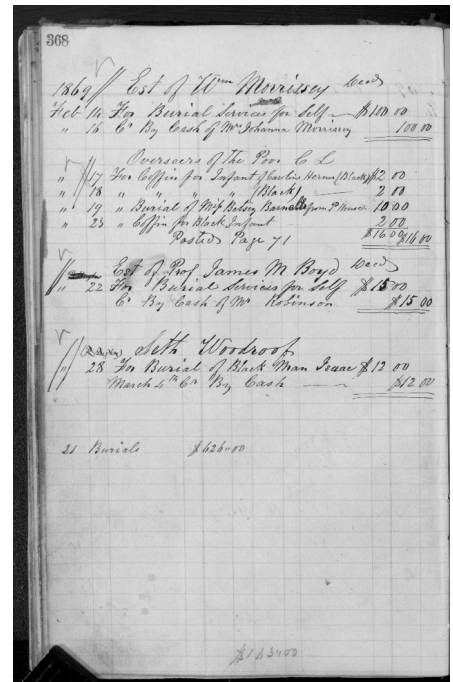 368
1869 Est of Wm Morrissey Decd
Feb 14 For Burial Services for Self $100 00
" 16 Cr By Cash of Mrs Johanna Morrissey 100 00
Overseers of The Poor C L
" 17 For Coffin for Infant of Caroline (Black) $2 00
" 18 " " " " (Black) 2 00
" 19 " Burial of Mrs Betsy from P House 10 00
" 23 " Coffin for Black Infant 2 00
Posted Page 71 $16 00 $16 00
Est of Prof James M Boyd Decd
" 22 For Burial Services for Self $15 00
Cr By Cash of Mr Robinson $15 00
Seth Woodroof
" 28 For Burial of Black Man Isaac $12 00
March 4th Cr By Cash $12 00
21 Burials $626-00